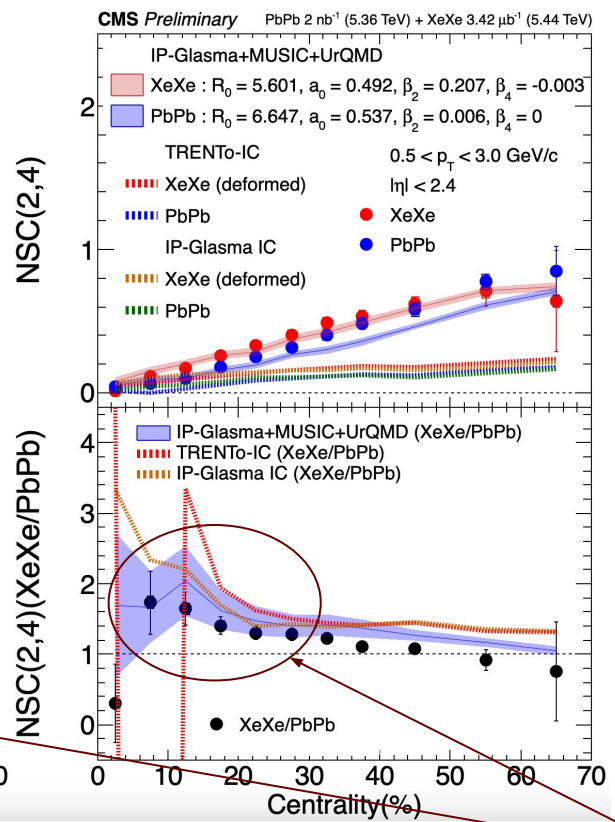 CMS Preliminary PbPb 2 nb⁻¹ (5.36 TeV) + XeXe 3.42 μb⁻¹ (5.44 TeV)
IP-Glasma+MUSIC+UrQMD
XeXe : R₀ = 5.601, a₀ = 0.492, β₂ = 0.207, β₄ = -0.003
PbPb : R₀ = 6.647, a₀ = 0.537, β₂ = 0.006, β₄ = 0
TRENTo-IC
XeXe (deformed)
PbPb
IP-Glasma IC
XeXe (deformed)
PbPb
0.5 < p_T < 3.0 GeV/c
|η| < 2.4
XeXe
PbPb
NSC(2,4)
2
1
0
IP-Glasma+MUSIC+UrQMD (XeXe/PbPb)
TRENTo-IC (XeXe/PbPb)
IP-Glasma IC (XeXe/PbPb)
NSC(2,4)(XeXe/PbPb)
4
3
2
1
0
XeXe/PbPb
0
0 10 20 30 40 50 60 70
Centrality(%)